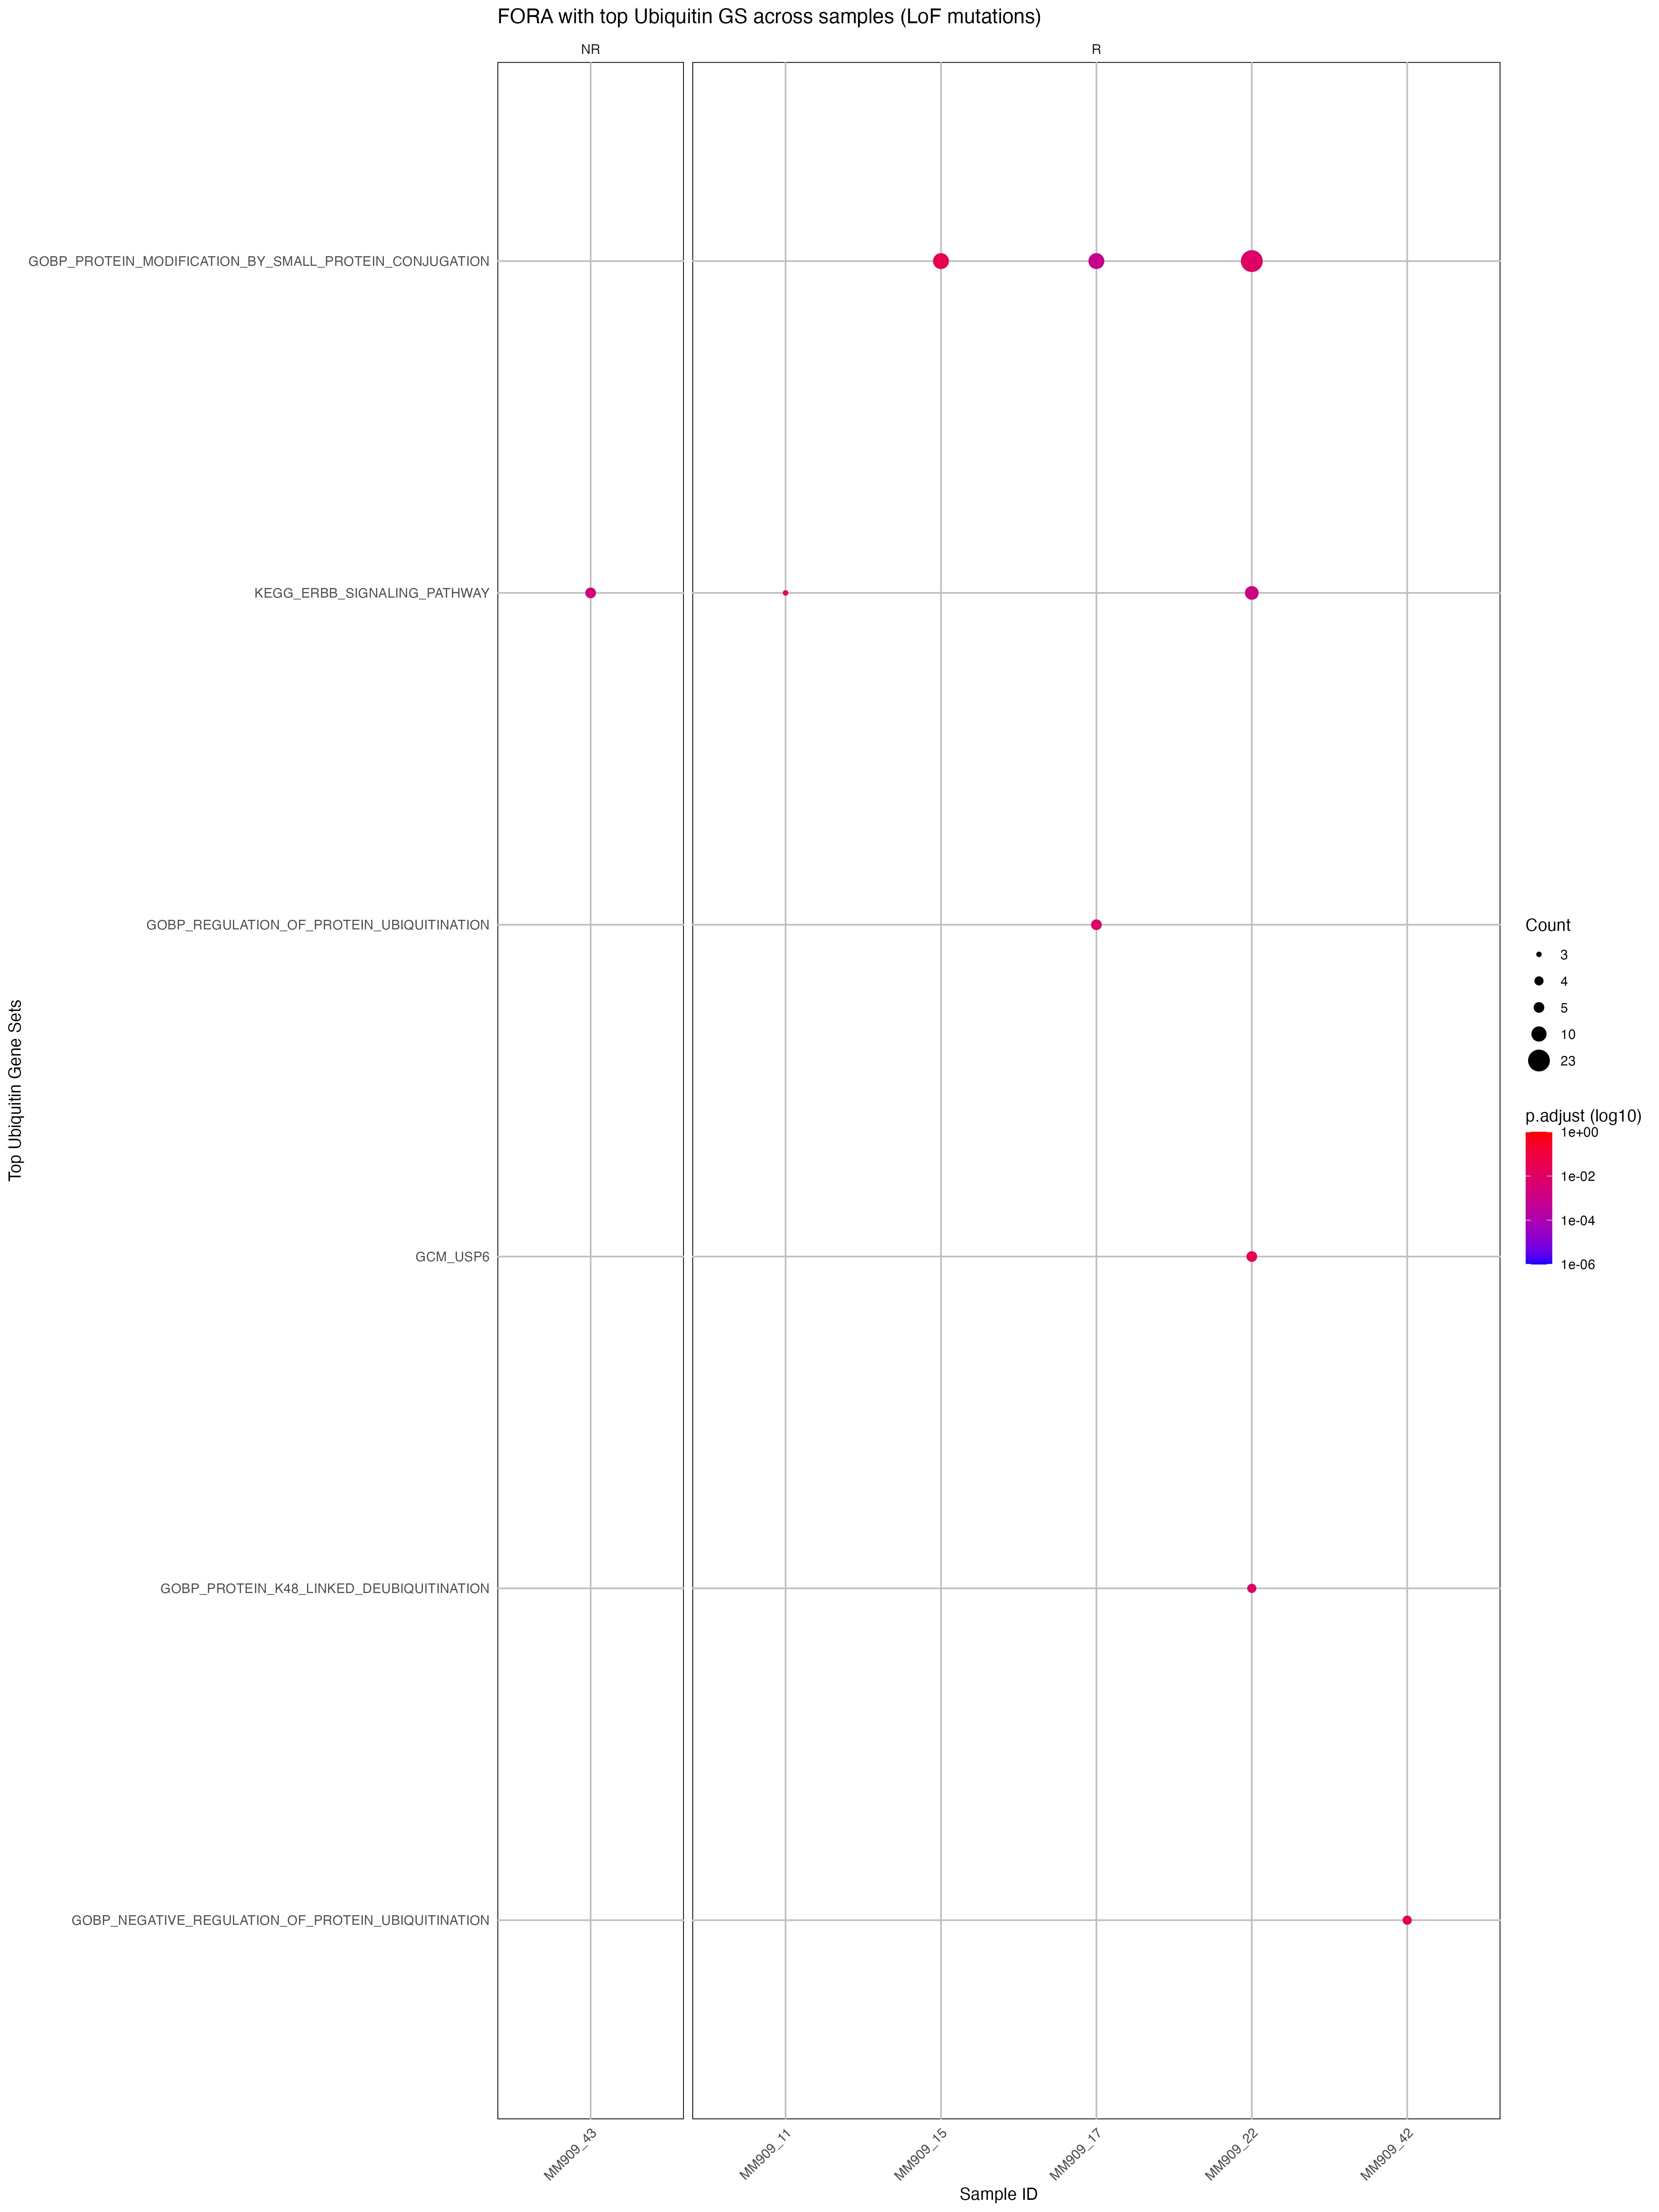 FORA with top Ubiquitin GS across samples (LoF mutations)
NR
R
GOBP_PROTEIN_MODIFICATION_BY_SMALL_PROTEIN_CONJUGATION
KEGG_ERBB_SIGNALING_PATHWAY
GOBP_REGULATION_OF_PROTEIN_UBIQUITINATION
GCM_USP6
GOBP_PROTEIN_K48_LINKED_DEUBIQUITINATION
GOBP_NEGATIVE_REGULATION_OF_PROTEIN_UBIQUITINATION
Top Ubiquitin Gene Sets
MM909_43
MM909_11
MM909_15
MM909_17
MM909_22
MM909_42
Sample ID
Count
3
4
5
10
23
p.adjust (log10)
1e+00
1e-02
1e-04
1e-06